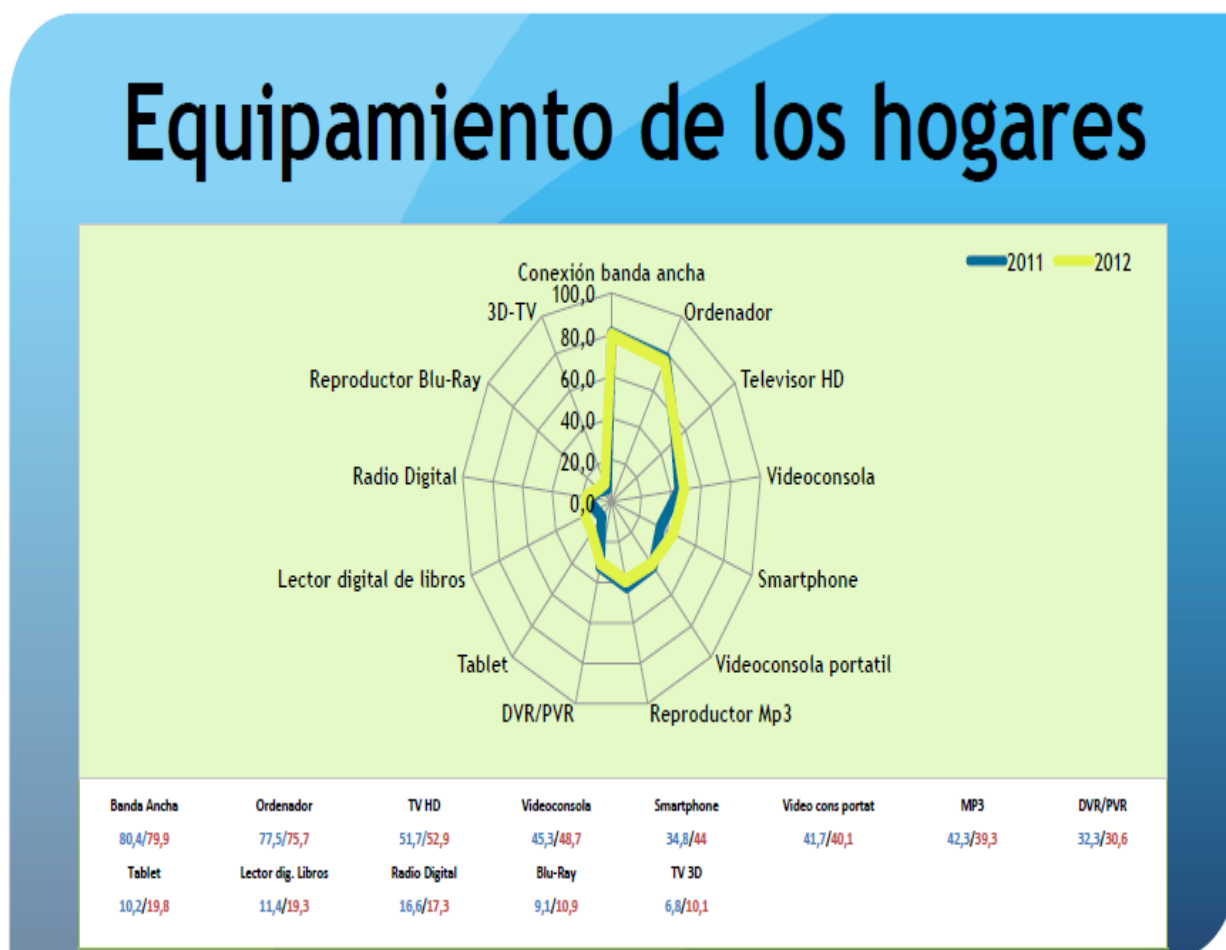 Equipamiento de los hogares
2011 2012
Conexión banda ancha
100,0
3D-TV
Ordenador
80,0
Reproductor Blu-Ray
60,0
Televisor HD
40,0
Radio Digital
20,0
Videoconsola
0,0
Lector digital de libros
Smartphone
Tablet
Videoconsola portatil
DVR/PVR
Reproductor Mp3
Banda Ancha Ordenador TV HD Videoconsola Smartphone Video cons portat MP3 DVR/PVR
80,4/79,9 77,5/75,7 51,7/52,9 45,3/48,7 34,8/44 41,7/40,1 42,3/39,3 32,3/30,6
Tablet Lector dig. Libros Radio Digital Blu-Ray TV 3D
10,2/19,8 11,4/19,3 16,6/17,3 9,1/10,9 6,8/10,1